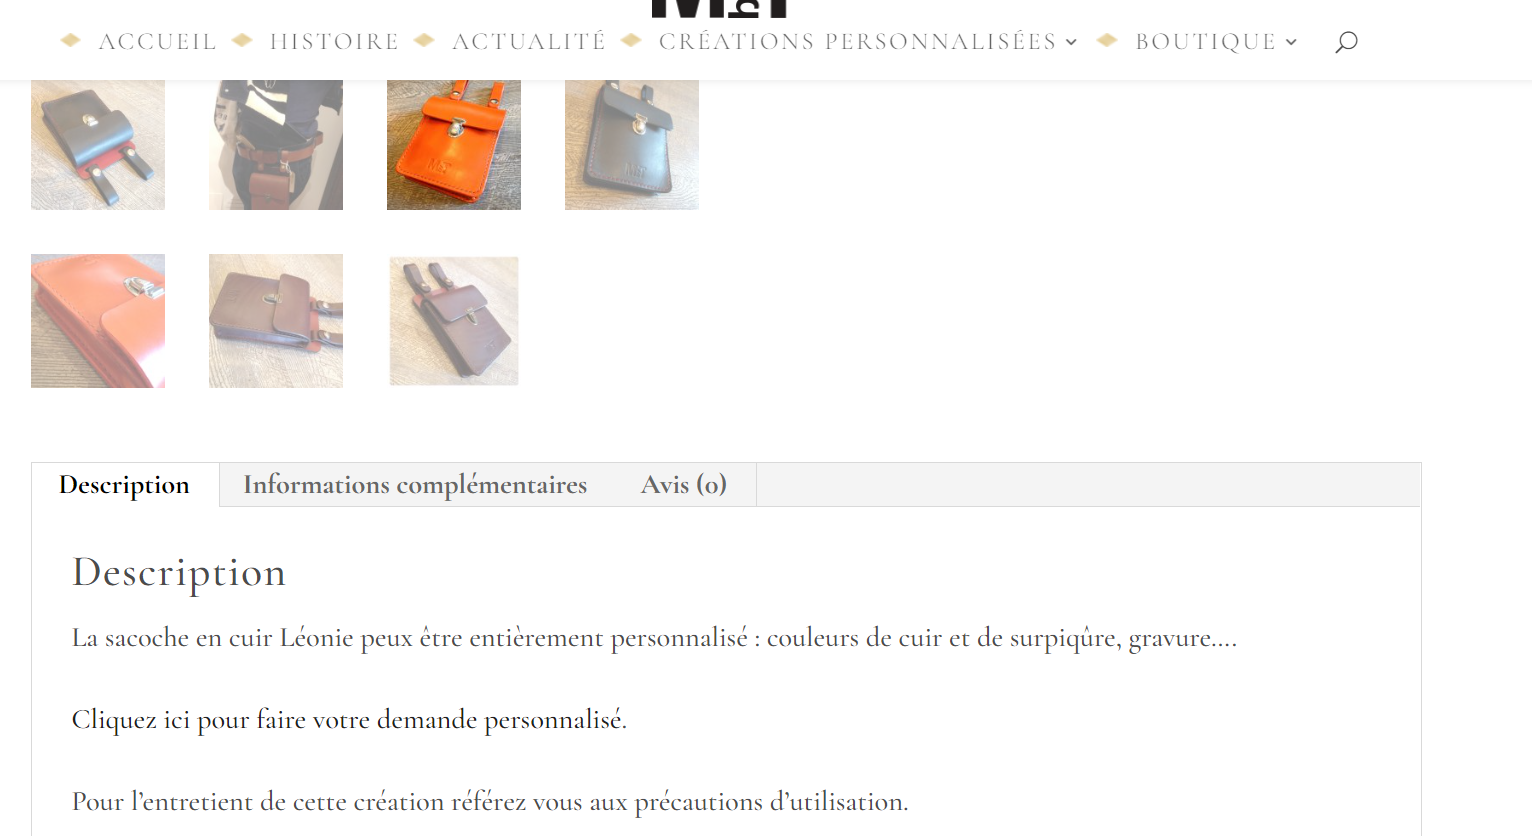 MbT
ACCUEIL HISTOIRE ACTUALITÉ CRÉATIONS PERSONNALISÉES BOUTIQUE
Description Informations complémentaires Avis (0)
Description
La sacoche en cuir Léonie peux être entièrement personnalisé : couleurs de cuir et de surpiqûre, gravure....
Cliquez ici pour faire votre demande personnalisé.
Pour l’entretient de cette création référez vous aux précautions d’utilisation.